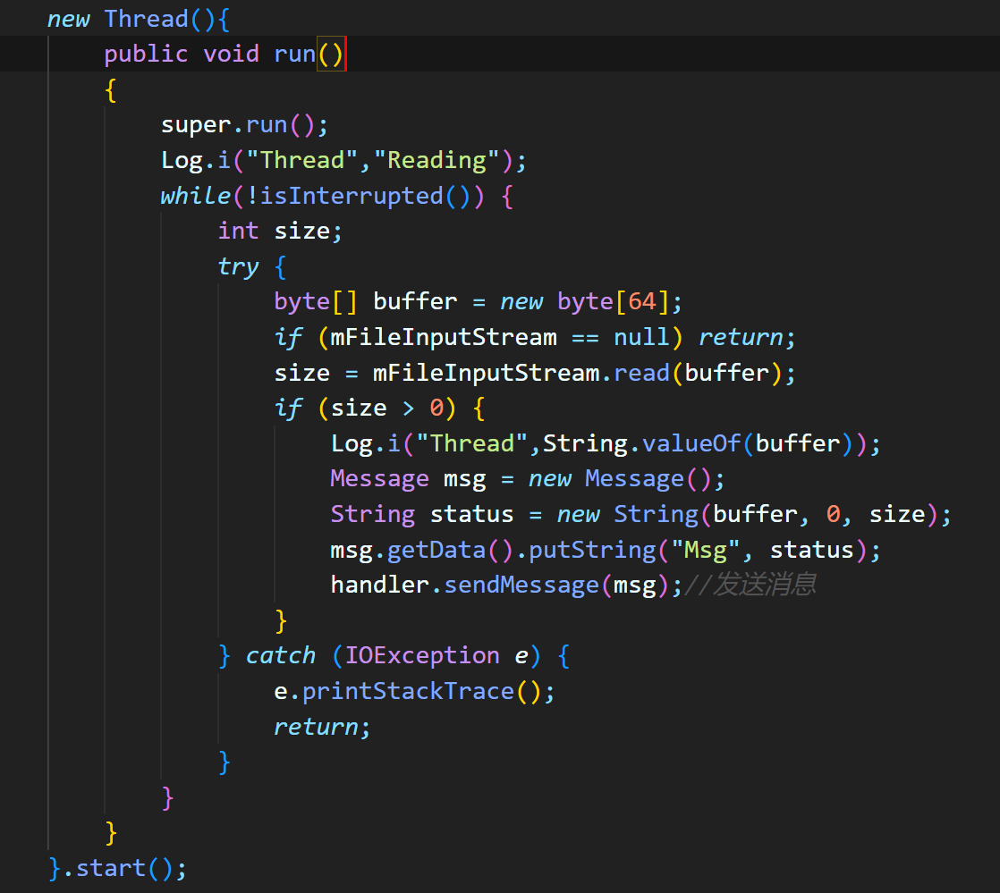 new Thread(){
    public void run()
    {
        super.run();
        Log.i("Thread","Reading");
        while(!isInterrupted()) {
            int size;
            try {
                byte[] buffer = new byte[64];
                if (mFileInputStream == null) return;
                size = mFileInputStream.read(buffer);
                if (size > 0) {
                    Log.i("Thread",String.valueOf(buffer));
                    Message msg = new Message();
                    String status = new String(buffer, 0, size);
                    msg.getData().putString("Msg", status);
                    handler.sendMessage(msg);//发送消息
                }
            } catch (IOException e) {
                e.printStackTrace();
                return;
            }
        }
    }
}.start();